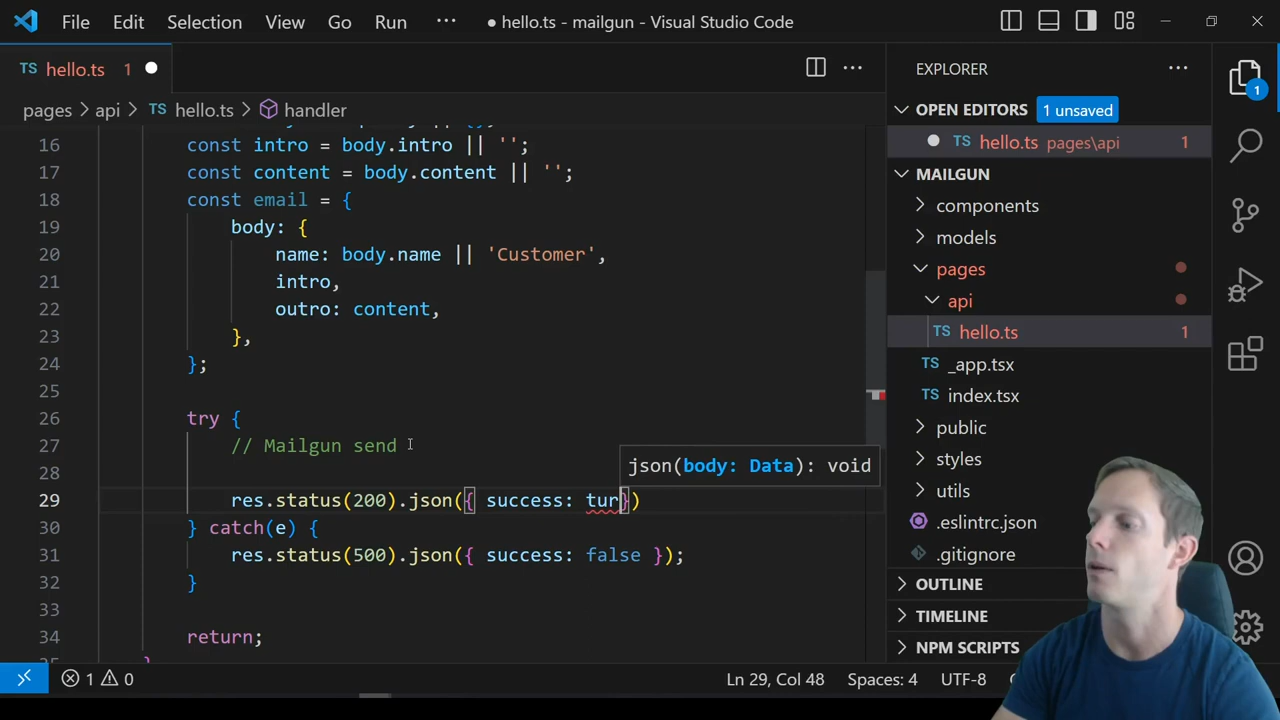 File Edit Selection View Go Run ··· ● hello.ts - mailgun - Visual Studio Code
TS hello.ts 1
pages > api > TS hello.ts > handler
16 const intro = body.intro || '';
17 const content = body.content || '';
18 const email = {
19 body: {
20 name: body.name || 'Customer',
21 intro,
22 outro: content,
23 },
24 };
25
26 try {
27 // Mailgun send
28
json(body: Data): void
29 res.status(200).json({ success: tur})
30 } catch(e) {
31 res.status(500).json({ success: false });
32 }
33
34 return;
EXPLORER
OPEN EDITORS 1 unsaved
TS hello.ts pages\api 1
MAILGUN
components
models
pages
api
TS hello.ts 1
TS _app.tsx
TS index.tsx
public
styles
utils
.eslintrc.json
.gitignore
OUTLINE
TIMELINE
NPM SCRIPTS
1
1 0 Ln 29, Col 48 Spaces: 4 UTF-8